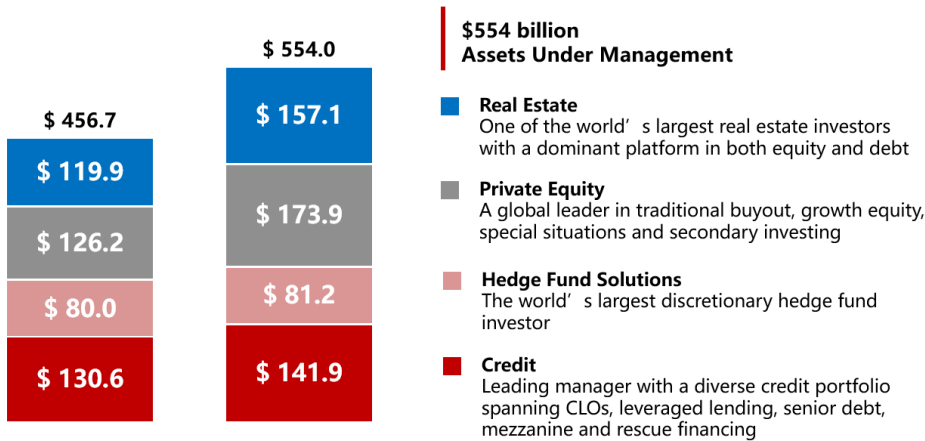 $ 456.7
$ 119.9
$ 126.2
$ 80.0
$ 130.6
$ 554.0
$ 157.1
$ 173.9
$ 81.2
$ 141.9
$554 billion
Assets Under Management
Real Estate
One of the world’s largest real estate investors
with a dominant platform in both equity and debt
Private Equity
A global leader in traditional buyout, growth equity,
special situations and secondary investing
Hedge Fund Solutions
The world’s largest discretionary hedge fund
investor
Credit
Leading manager with a diverse credit portfolio
spanning CLOs, leveraged lending, senior debt,
mezzanine and rescue financing